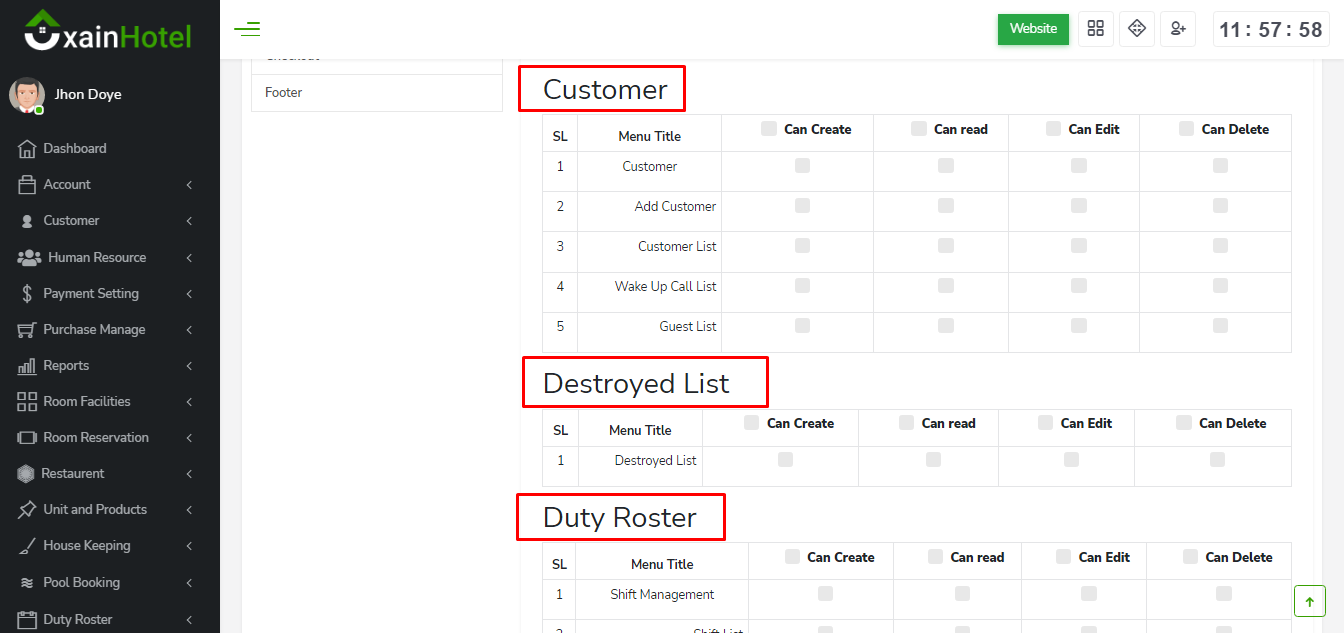 xainHotel
Website
11 : 57 : 58
Jhon Doye
Dashboard
Account
Customer
Human Resource
Payment Setting
Purchase Manage
Reports
Room Facilities
Room Reservation
Restaurent
Unit and Products
House Keeping
Pool Booking
Duty Roster
Checkout
Footer
Customer
SL Menu Title Can Create Can read Can Edit Can Delete
1 Customer
2 Add Customer
3 Customer List
4 Wake Up Call List
5 Guest List
Destroyed List
SL Menu Title Can Create Can read Can Edit Can Delete
1 Destroyed List
Duty Roster
SL Menu Title Can Create Can read Can Edit Can Delete
1 Shift Management
2 Shift List